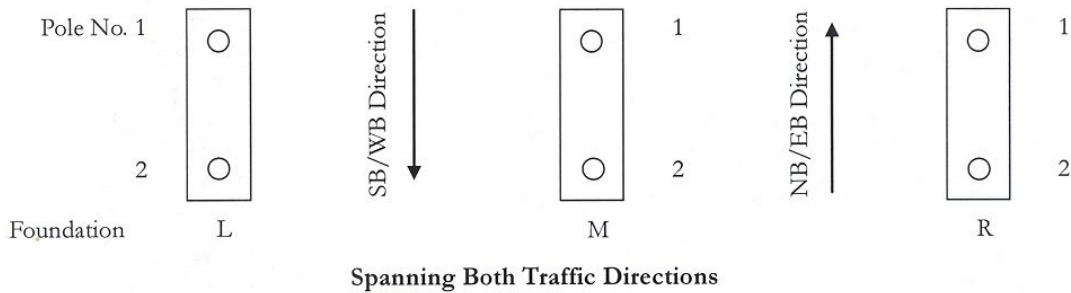 Pole No. 1
1
1
SB/WB Direction
NB/EB Direction
2
2
2
Foundation
L
M
R
Spanning Both Traffic Directions